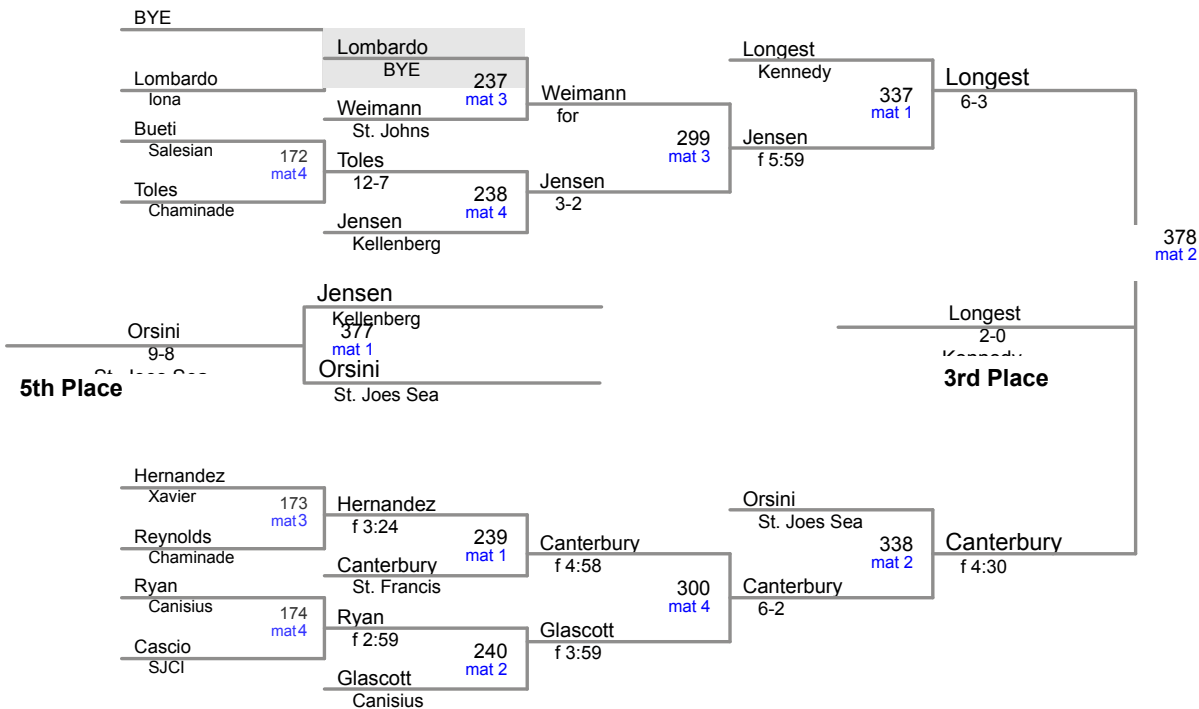 BYE
Lombardo
Iona
Lombardo
BYE
237
mat 3
Weimann
St. Johns
Bueti
Salesian
172
mat4
Toles
Chaminade
Toles
12-7
238
mat 4
Jensen
Kellenberg
Weimann
for
299
mat 3
Jensen
3-2
Longest
Kennedy
337
mat 1
Jensen
f 5:59
Longest
6-3
378
mat 2
Jensen
Kellenberg
377
mat 1
Orsini
St. Joes Sea
Orsini
9-8
St. Joes Sea
5th Place
Longest
2-0
Kennedy
3rd Place
Hernandez
Xavier
173
mat3
Reynolds
Chaminade
Hernandez
f 3:24
239
mat 1
Canterbury
St. Francis
Ryan
Canisius
174
mat4
Cascio
SJCI
Ryan
f 2:59
240
mat 2
Glascott
Canisius
Canterbury
f 4:58
300
mat 4
Glascott
f 3:59
Orsini
St. Joes Sea
338
mat 2
Canterbury
6-2
Canterbury
f 4:30